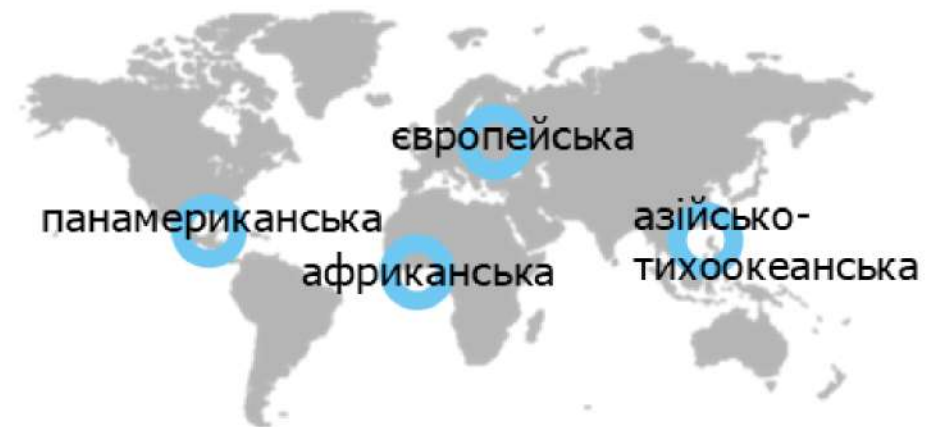 європейська
панамериканська
азійсько-
тихоокеанська
африканська